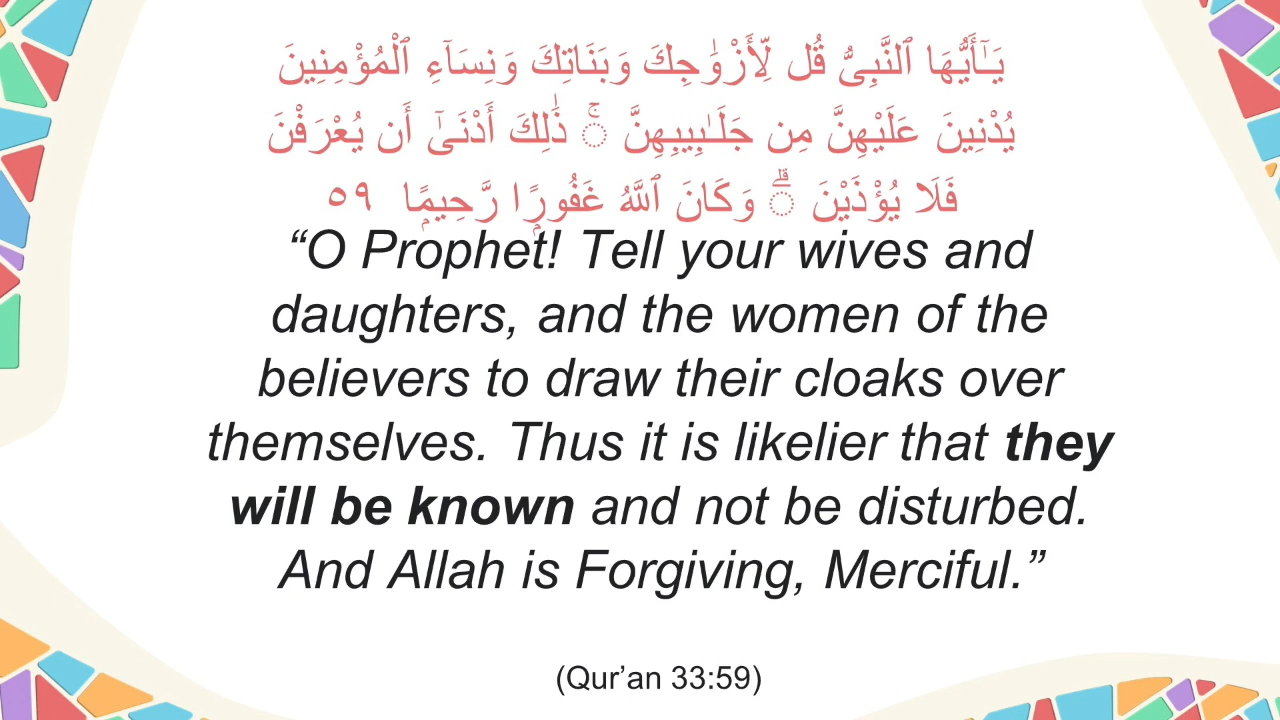 يَـٰٓأَيُّهَا ٱلنَّبِىُّ قُل لِّأَزْوَٰجِكَ وَبَنَاتِكَ وَنِسَآءِ ٱلْمُؤْمِنِينَ
يُدْنِينَ عَلَيْهِنَّ مِن جَلَـٰبِيبِهِنَّ ۚ ذَٰلِكَ أَدْنَىٰٓ أَن يُعْرَفْنَ
فَلَا يُؤْذَيْنَ ۗ وَكَانَ ٱللَّهُ غَفُورًۭا رَّحِيمًۭا ٥٩
“O Prophet! Tell your wives and
daughters, and the women of the
believers to draw their cloaks over
themselves. Thus it is likelier that they
will be known and not be disturbed.
And Allah is Forgiving, Merciful.”
(Qur’an 33:59)